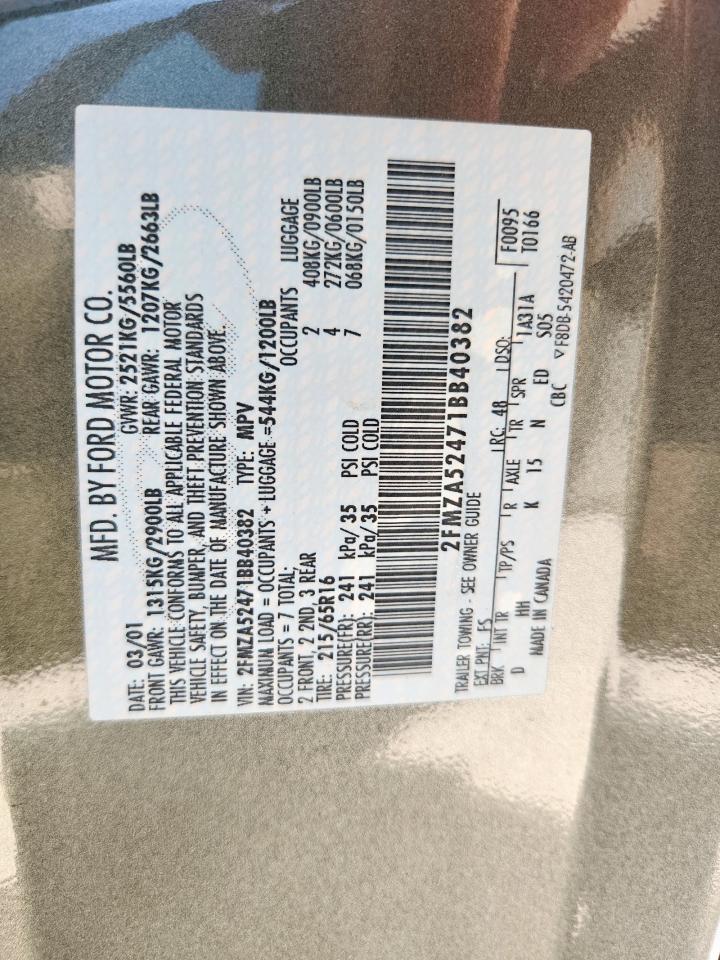 MFD. BY FORD MOTOR CO.
DATE: 03/01 GVWR: 2521KG/5560LB
FRONT GAWR: 1315KG/2900LB REAR GAWR: 1207KG/2663LB
THIS VEHICLE CONFORMS TO ALL APPLICABLE FEDERAL MOTOR
VEHICLE SAFETY, BUMPER, AND THEFT PREVENTION STANDARDS
IN EFFECT ON THE DATE OF MANUFACTURE SHOWN ABOVE.
VIN: 2FMZA52471BB40382 TYPE: MPV
MAXIMUM LOAD = OCCUPANTS + LUGGAGE =544KG/1200LB
OCCUPANTS = 7 TOTAL; OCCUPANTS LUGGAGE
2 FRONT, 2 2ND, 3 REAR 2 408KG/0900LB
TIRE: 215/65R16 4 272KG/0600LB
PRESSURE(FR): 241 kPa/35 PSI COLD 7 068KG/0150LB
PRESSURE(RR): 241 kPa/35 PSI COLD
2FMZA52471BB40382
TRAILER TOWING - SEE OWNER GUIDE
EXT PNT: FS RC: 48 DSO: F0095
BRK INT TR TP/PS R AXLE TR SPR 1A31A T0166
D HH K 15 N ED S05
MADE IN CANADA CBC ▽F8DB-5420472-AB